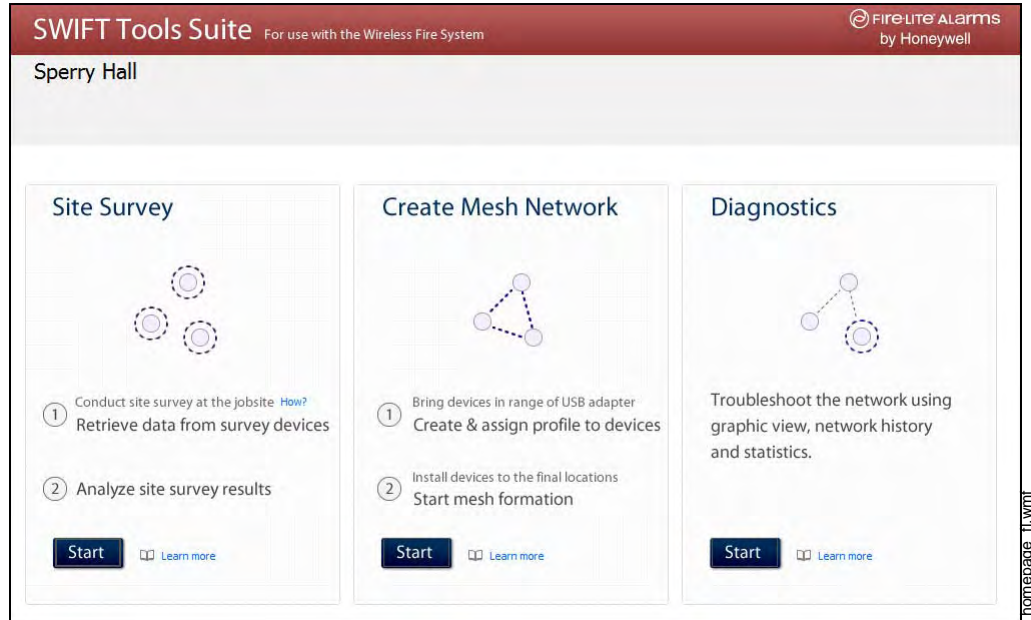 SWIFT Tools Suite For use with the Wireless Fire System
FIRE·LITE® ALARMS
by Honeywell
Sperry Hall
Site Survey
1 Conduct site survey at the jobsite How?
Retrieve data from survey devices
2 Analyze site survey results
Start Learn more
Create Mesh Network
1 Bring devices in range of USB adapter
Create & assign profile to devices
2 Install devices to the final locations
Start mesh formation
Start Learn more
Diagnostics
Troubleshoot the network using
graphic view, network history
and statistics.
Start Learn more
homepage_fl.wmf